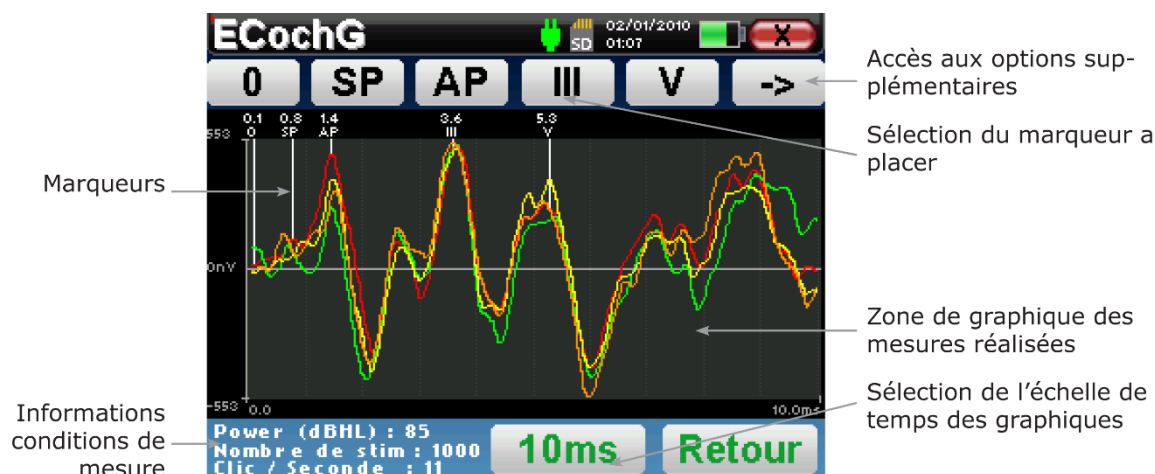 ECochG
SD
02/01/2010
01:07
X
0 SP AP III V ->
Accès aux options sup-
plémentaires
Sélection du marqueur a
placer
Marqueurs
0.1 0.8 1.4 3.6 5.3
0 SP AP III V
553
0nV
-553
0.0
10.0ms
Zone de graphique des
mesures réalisées
Sélection de l'échelle de
temps des graphiques
Informations
conditions de
mesure
Power (dBHL) : 85
Nombre de stim : 1000
Clic / Seconde : 11
10ms
Retour